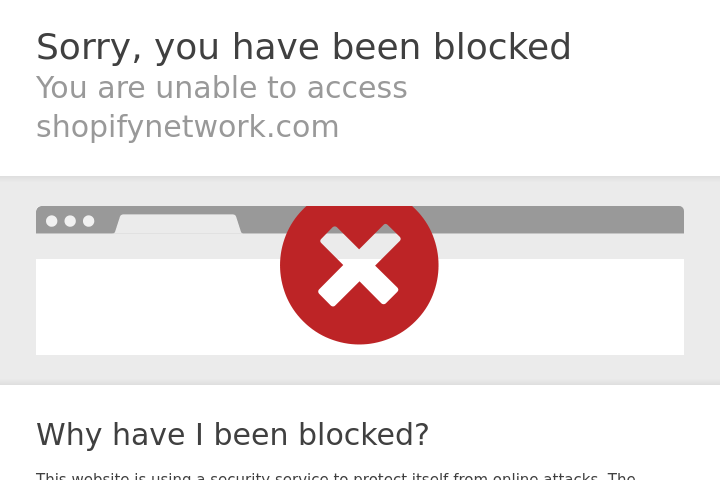 Sorry, you have been blocked
You are unable to access
shopifynetwork.com
Why have I been blocked?
This website is using a security service to protect itself from online attacks. The